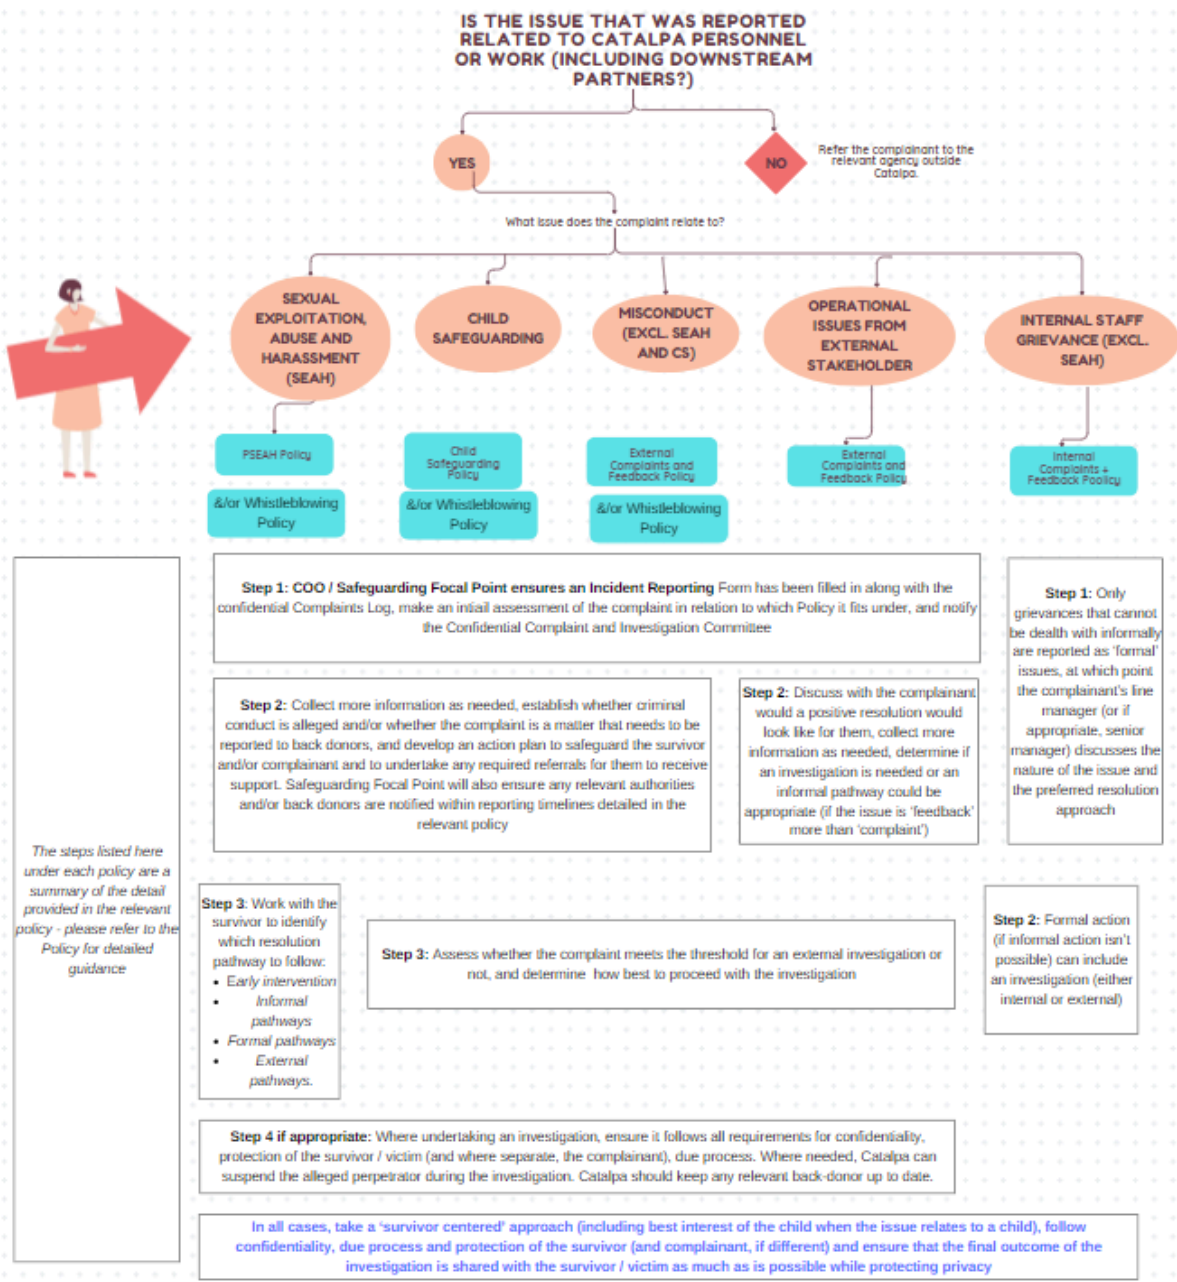 IS THE ISSUE THAT WAS REPORTED
RELATED TO CATALPA PERSONNEL
OR WORK (INCLUDING DOWNSTREAM
PARTNERS?)
YES
NO
Refer the complainant to the
relevant agency outside
Catalpa.
What issue does the complaint relate to?
SEXUAL
EXPLOITATION,
ABUSE AND
HARASSMENT
(SEAH)
CHILD
SAFEGUARDING
MISCONDUCT
(EXCL. SEAH
AND CS)
OPERATIONAL
ISSUES FROM
EXTERNAL
STAKEHOLDER
INTERNAL STAFF
GRIEVANCE (EXCL.
SEAH)
PSEAH Policy
&/or Whistleblowing
Policy
Child
Safeguarding
Policy
&/or Whistleblowing
Policy
External
Complaints and
Feedback Policy
&/or Whistleblowing
Policy
External
Complaints and
Feedback Policy
Internal
Complaints +
Feedback Poolicy
The steps listed here
under each policy are a
summary of the detail
provided in the relevant
policy - please refer to the
Policy for detailed
guidance
Step 1: COO / Safeguarding Focal Point ensures an Incident Reporting Form has been filled in along with the
confidential Complaints Log, make an intiail assessment of the complaint in relation to which Policy it fits under, and notify
the Confidential Complaint and Investigation Committee
Step 1: Only
grievances that cannot
be dealth with informally
are reported as 'formal'
issues, at which point
the complainant's line
manager (or if
appropriate, senior
manager) discusses the
nature of the issue and
the preferred resolution
approach
Step 2: Collect more information as needed, establish whether criminal
conduct is alleged and/or whether the complaint is a matter that needs to be
reported to back donors, and develop an action plan to safeguard the survivor
and/or complainant and to undertake any required referrals for them to receive
support. Safeguarding Focal Point will also ensure any relevant authorities
and/or back donors are notified within reporting timelines detailed in the
relevant policy
Step 2: Discuss with the complainant
would a positive resolution would
look like for them, collect more
information as needed, determine if
an investigation is needed or an
informal pathway could be
appropriate (if the issue is 'feedback'
more than 'complaint')
Step 3: Work with the
survivor to identify
which resolution
pathway to follow:
• Early intervention
• Informal
pathways
• Formal pathways
• External
pathways.
Step 3: Assess whether the complaint meets the threshold for an external investigation or
not, and determine how best to proceed with the investigation
Step 2: Formal action
(if informal action isn't
possible) can include
an investigation (either
internal or external)
Step 4 if appropriate: Where undertaking an investigation, ensure it follows all requirements for confidentiality,
protection of the survivor / victim (and where separate, the complainant), due process. Where needed, Catalpa can
suspend the alleged perpetrator during the investigation. Catalpa should keep any relevant back-donor up to date.
In all cases, take a 'survivor centered' approach (including best interest of the child when the issue relates to a child), follow
confidentiality, due process and protection of the survivor (and complainant, if different) and ensure that the final outcome of the
investigation is shared with the survivor / victim as much as is possible while protecting privacy